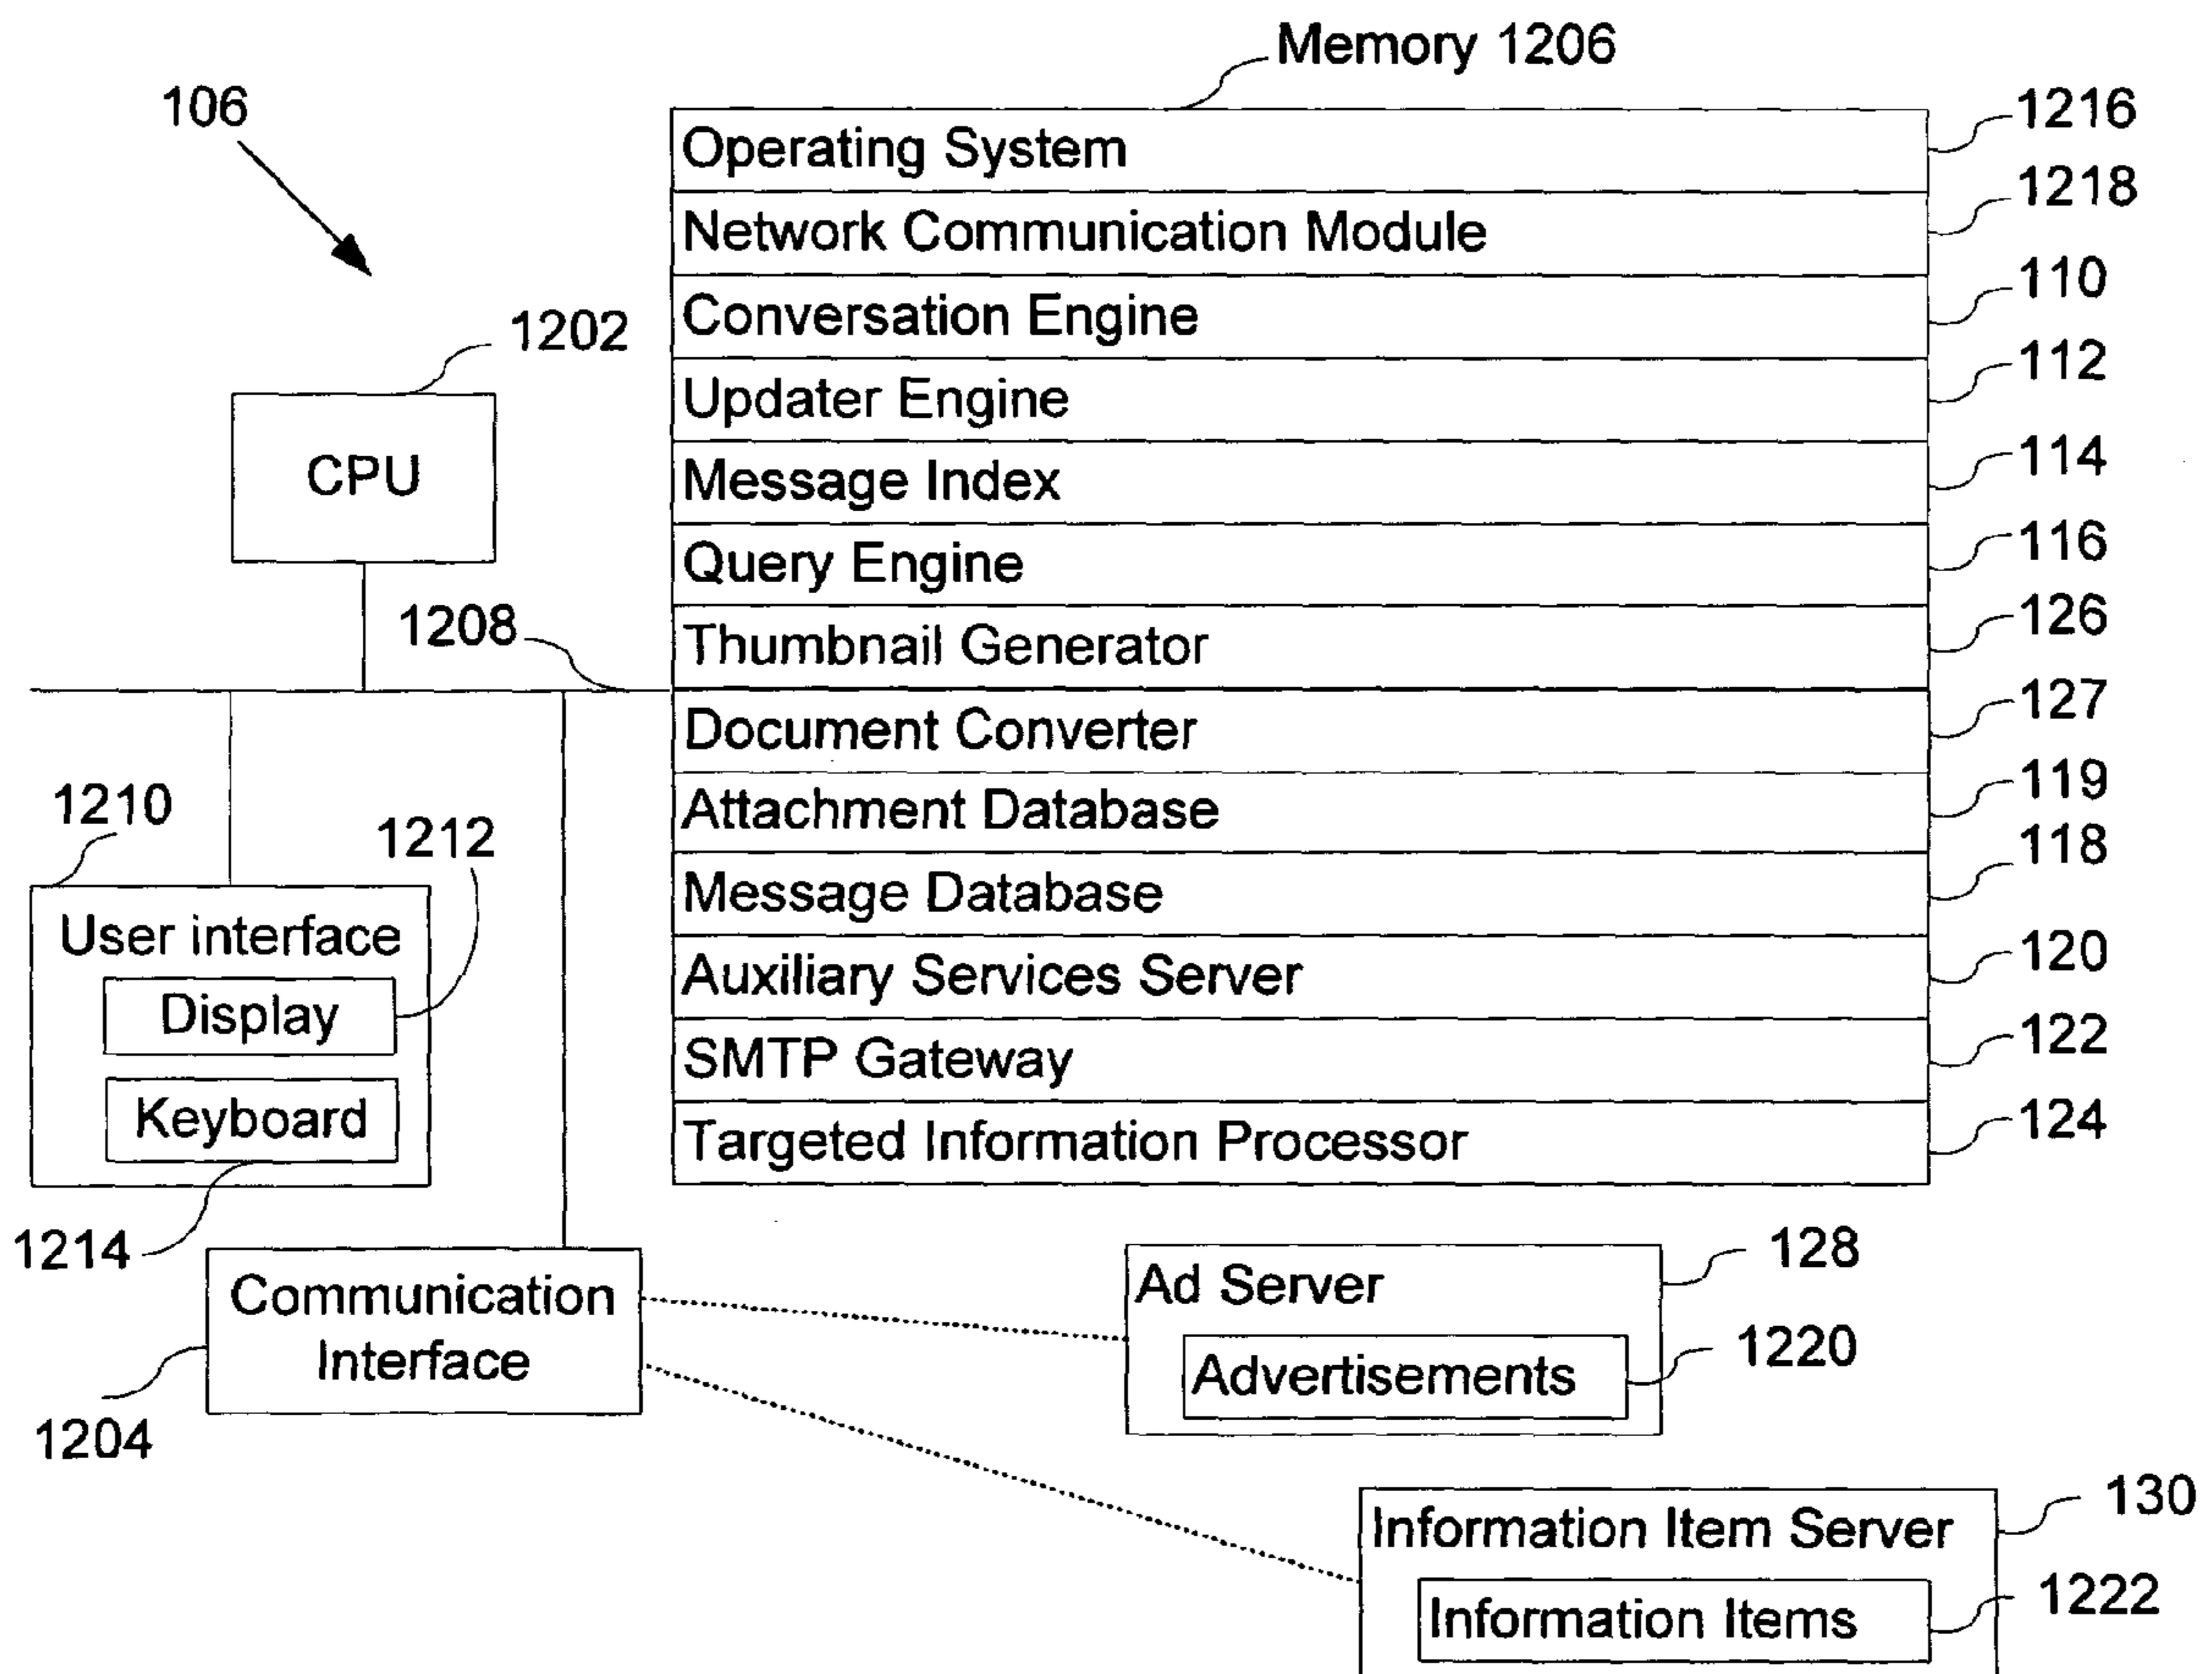 Memory 1206
106
Operating System
1216
Network Communication Module
1218
Conversation Engine
110
1202
Updater Engine
112
CPU
Message Index
114
Query Engine
116
1208
Thumbnail Generator
126
Document Converter
127
1210
Attachment Database
119
1212
Message Database
118
User interface
Auxiliary Services Server
120
Display
SMTP Gateway
122
Keyboard
Targeted Information Processor
124
1214
Communication
Interface
1204
Ad Server
128
Advertisements
1220
Information Item Server
130
Information Items
1222